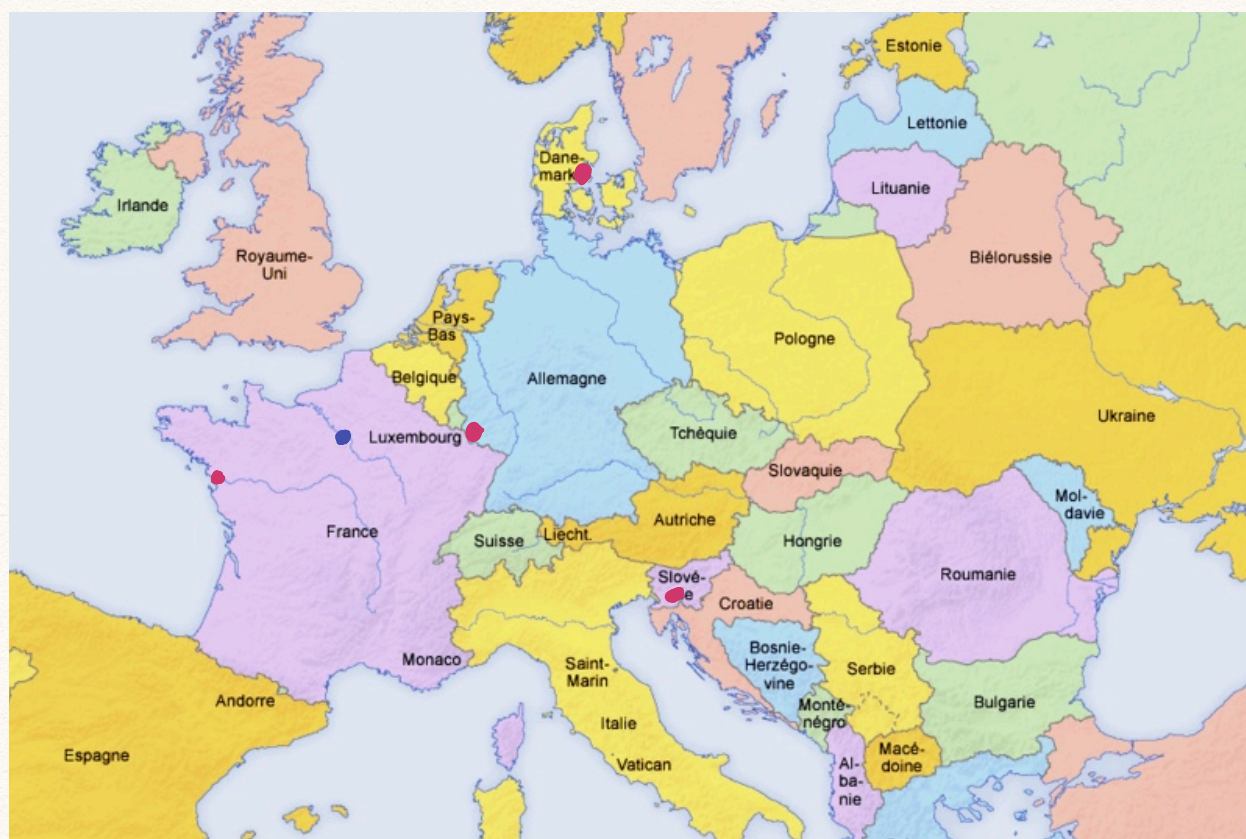 Estonie
Lettonie
Dane-
mark
Lituanie
Irlande
Royaume-
Uni
Biélorussie
Pays-
Bas
Pologne
Belgique
Allemagne
Ukraine
Luxembourg
Tchèquie
Slovaquie
Mol-
davie
Autriche
France
Suisse
Liecht.
Hongrie
Roumanie
Slové-
e
Croatie
Monaco
Saint-
Marin
Bosnie-
Herzégo-
vine
Serbie
Andorre
Monté-
négro
Bulgarie
Italie
Espagne
Vatican
Macé-
doine
Al-
ba-
nie